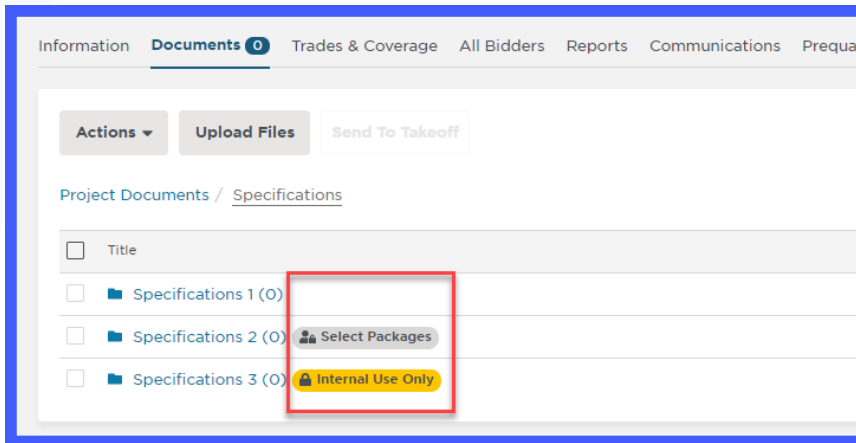 Information Documents 0 Trades & Coverage All Bidders Reports Communications Prequa
Actions Upload Files Send To Takeoff
Project Documents / Specifications
Title
Specifications 1 (0)
Specifications 2 (0) Select Packages
Specifications 3 (0) Internal Use Only